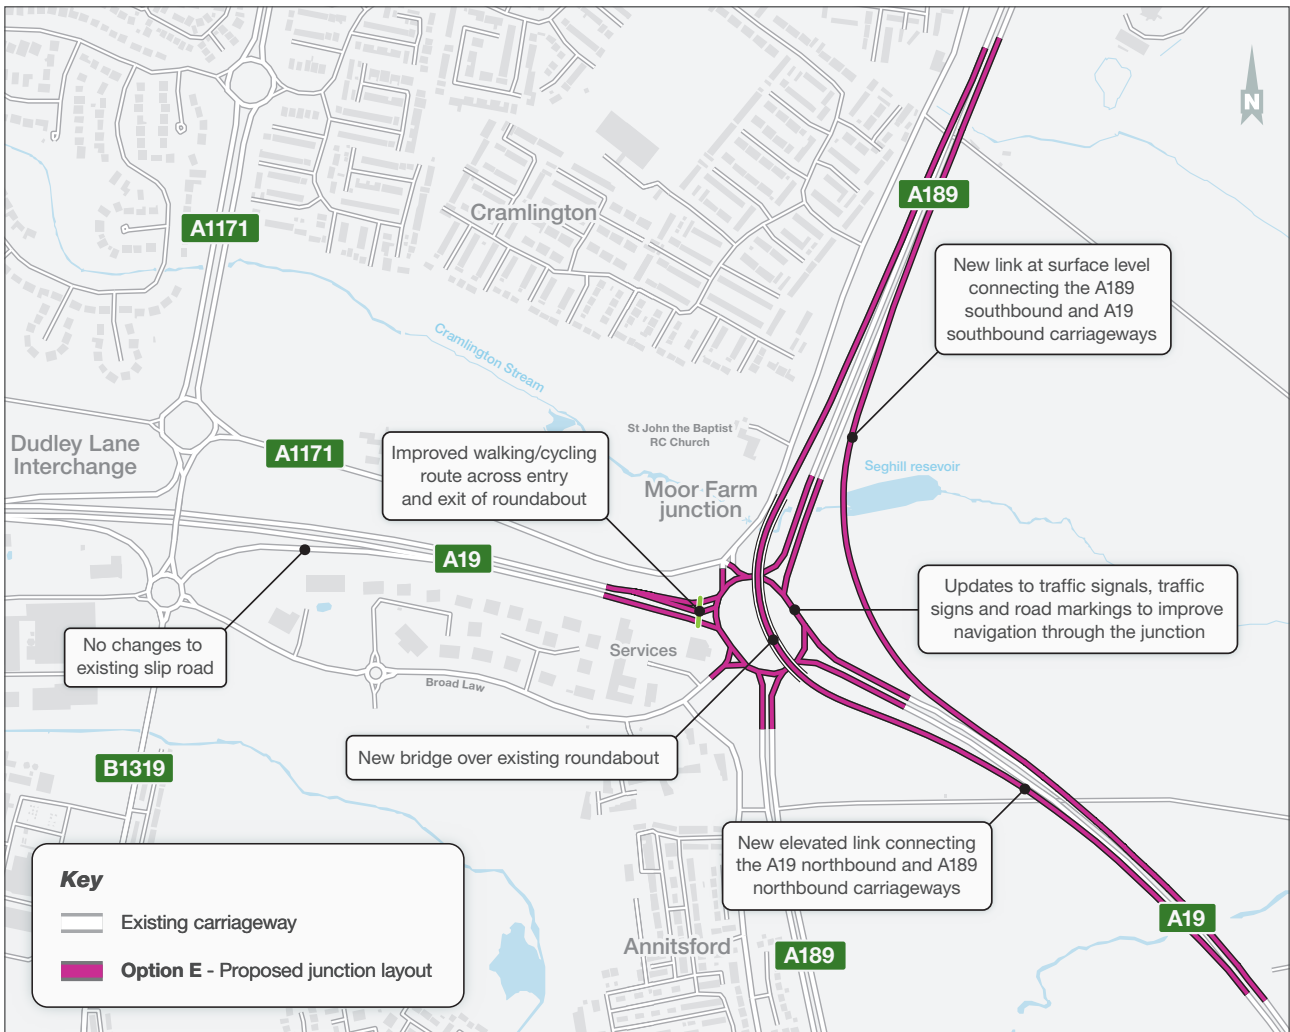 N
A189
A1171
Cramlington
New link at surface level
connecting the A189
southbound and A19
southbound carriageways
Cramlington Stream
Dudley Lane
Interchange
A1171
St John the Baptist
RC Church
Improved walking/cycling
route across entry
and exit of roundabout
Seghill resevoir
Moor Farm
junction
A19
Updates to traffic signals, traffic
signs and road markings to improve
navigation through the junction
No changes to
existing slip road
Services
Broad Law
New bridge over existing roundabout
B1319
New elevated link connecting
the A19 northbound and A189
northbound carriageways
Key
Existing carriageway
Option E - Proposed junction layout
A19
Annitsford
A189